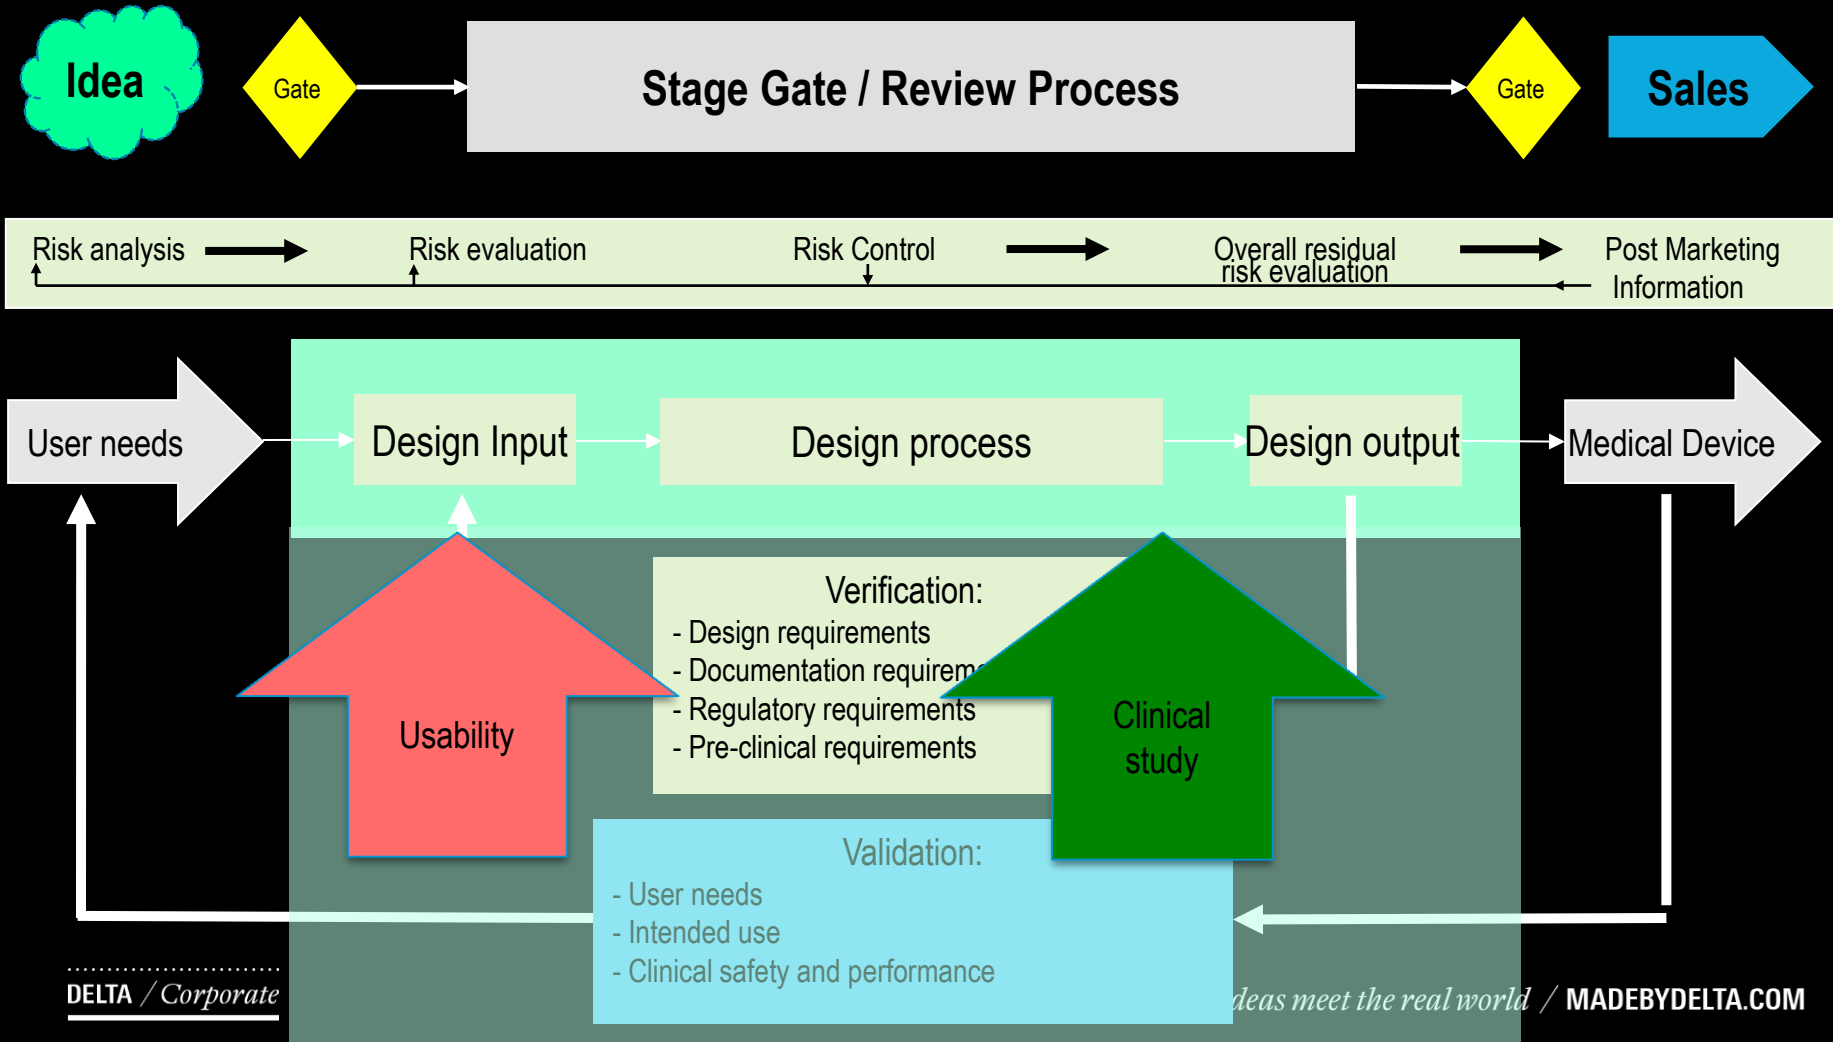 Idea
Gate
Stage Gate / Review Process
Gate
Sales
Risk analysis
Risk evaluation
Risk Control
Overall residual
risk evaluation
Post Marketing
Information
User needs
Design Input
Design process
Design output
Medical Device
Verification:
- Design requirements
- Documentation
- Regulatory requirements
- Pre-clinical requirements
Usability
Clinical
study
Validation:
- User needs
- Intended use
- Clinical safety and performance
DELTA / Corporate
meet the real world / MADEBYDELTA.COM